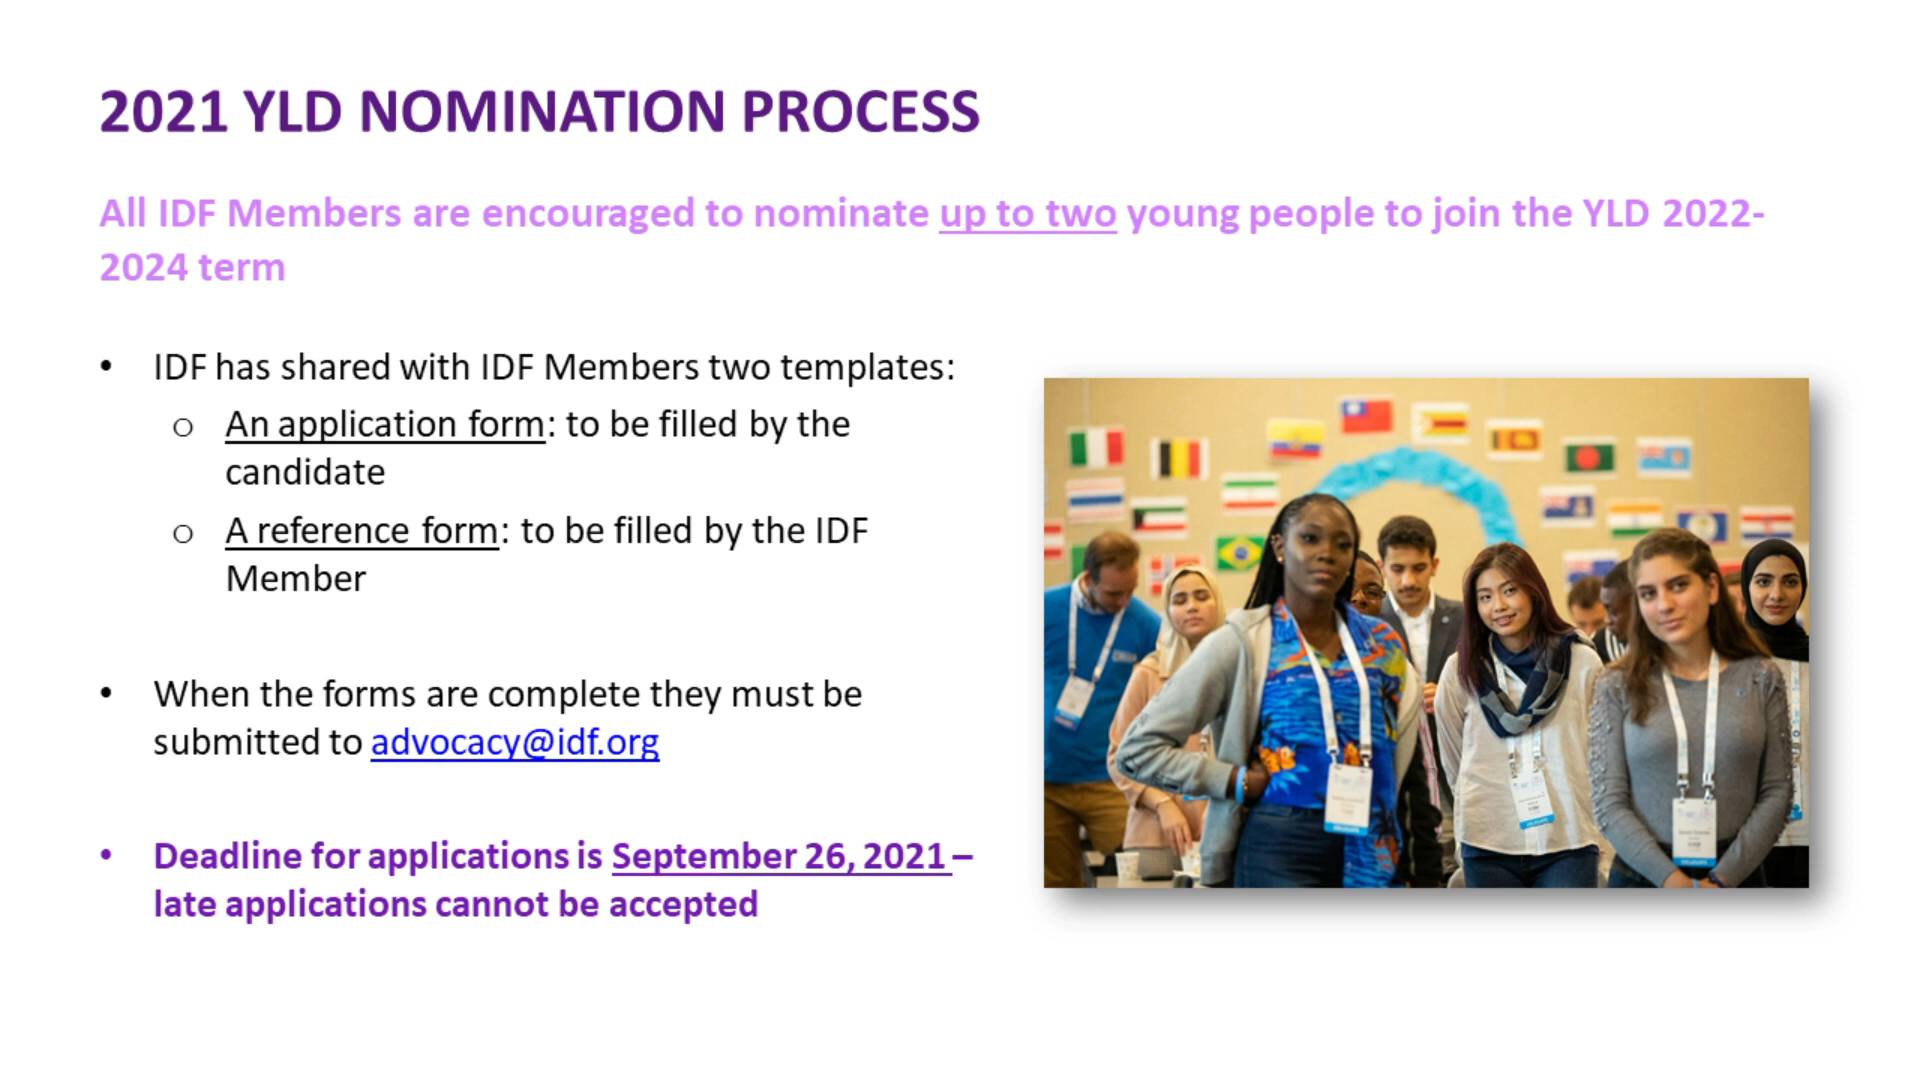 2021 YLD NOMINATION PROCESS
All IDF Members are encouraged to nominate up to two young people to join the YLD 2022-
2024 term
• IDF has shared with IDF Members two templates:
o An application form: to be filled by the
candidate
o A reference form: to be filled by the IDF
Member
• When the forms are complete they must be
submitted to advocacy@idf.org
• Deadline for applications is September 26, 2021 –
late applications cannot be accepted